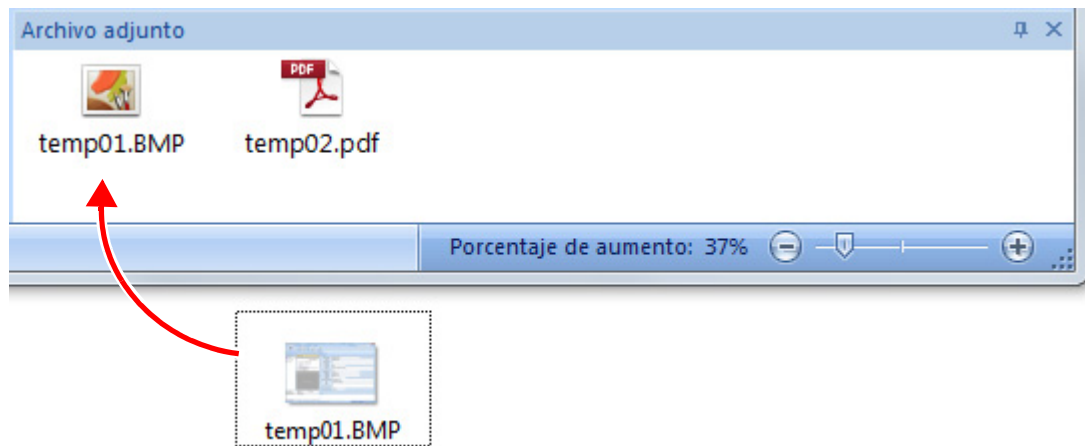 Archivo adjunto
PDF
temp01.BMP temp02.pdf
Porcentaje de aumento: 37%
temp01.BMP